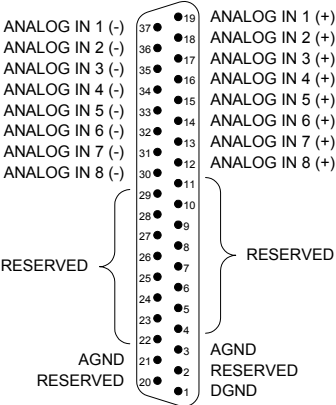 ANALOG IN 1 (-) 37 19 ANALOG IN 1 (+)
ANALOG IN 2 (-) 36 18 ANALOG IN 2 (+)
ANALOG IN 3 (-) 35 17 ANALOG IN 3 (+)
ANALOG IN 4 (-) 34 16 ANALOG IN 4 (+)
ANALOG IN 5 (-) 33 15 ANALOG IN 5 (+)
ANALOG IN 6 (-) 32 14 ANALOG IN 6 (+)
ANALOG IN 7 (-) 31 13 ANALOG IN 7 (+)
ANALOG IN 8 (-) 30 12 ANALOG IN 8 (+)
29 11
28 10
27 9
26 8
RESERVED 25 7 RESERVED
24 6
23 5
22 4
AGND 21 3 AGND
RESERVED 20 2 RESERVED
1 DGND